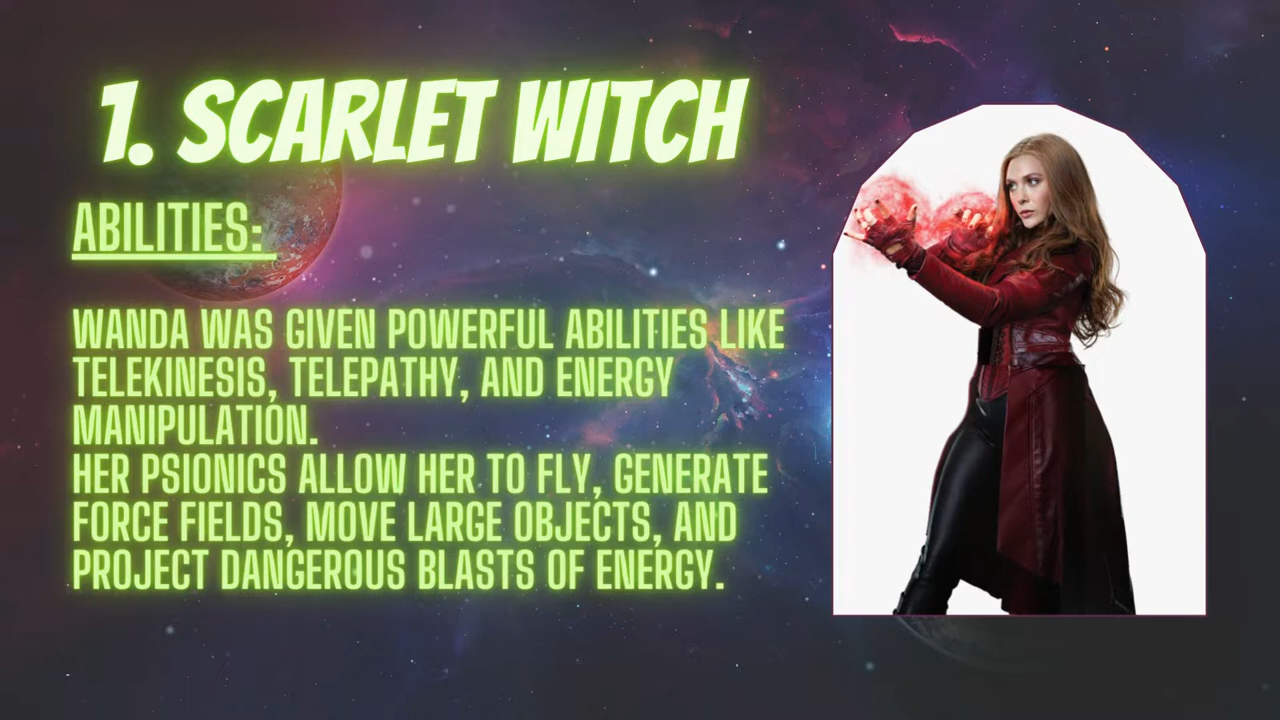 1. SCARLET WITCH
ABILITIES:
WANDA WAS GIVEN POWERFUL ABILITIES LIKE
TELEKINESIS, TELEPATHY, AND ENERGY
MANIPULATION.
HER PSIONICS ALLOW HER TO FLY, GENERATE
FORCE FIELDS, MOVE LARGE OBJECTS, AND
PROJECT DANGEROUS BLASTS OF ENERGY.